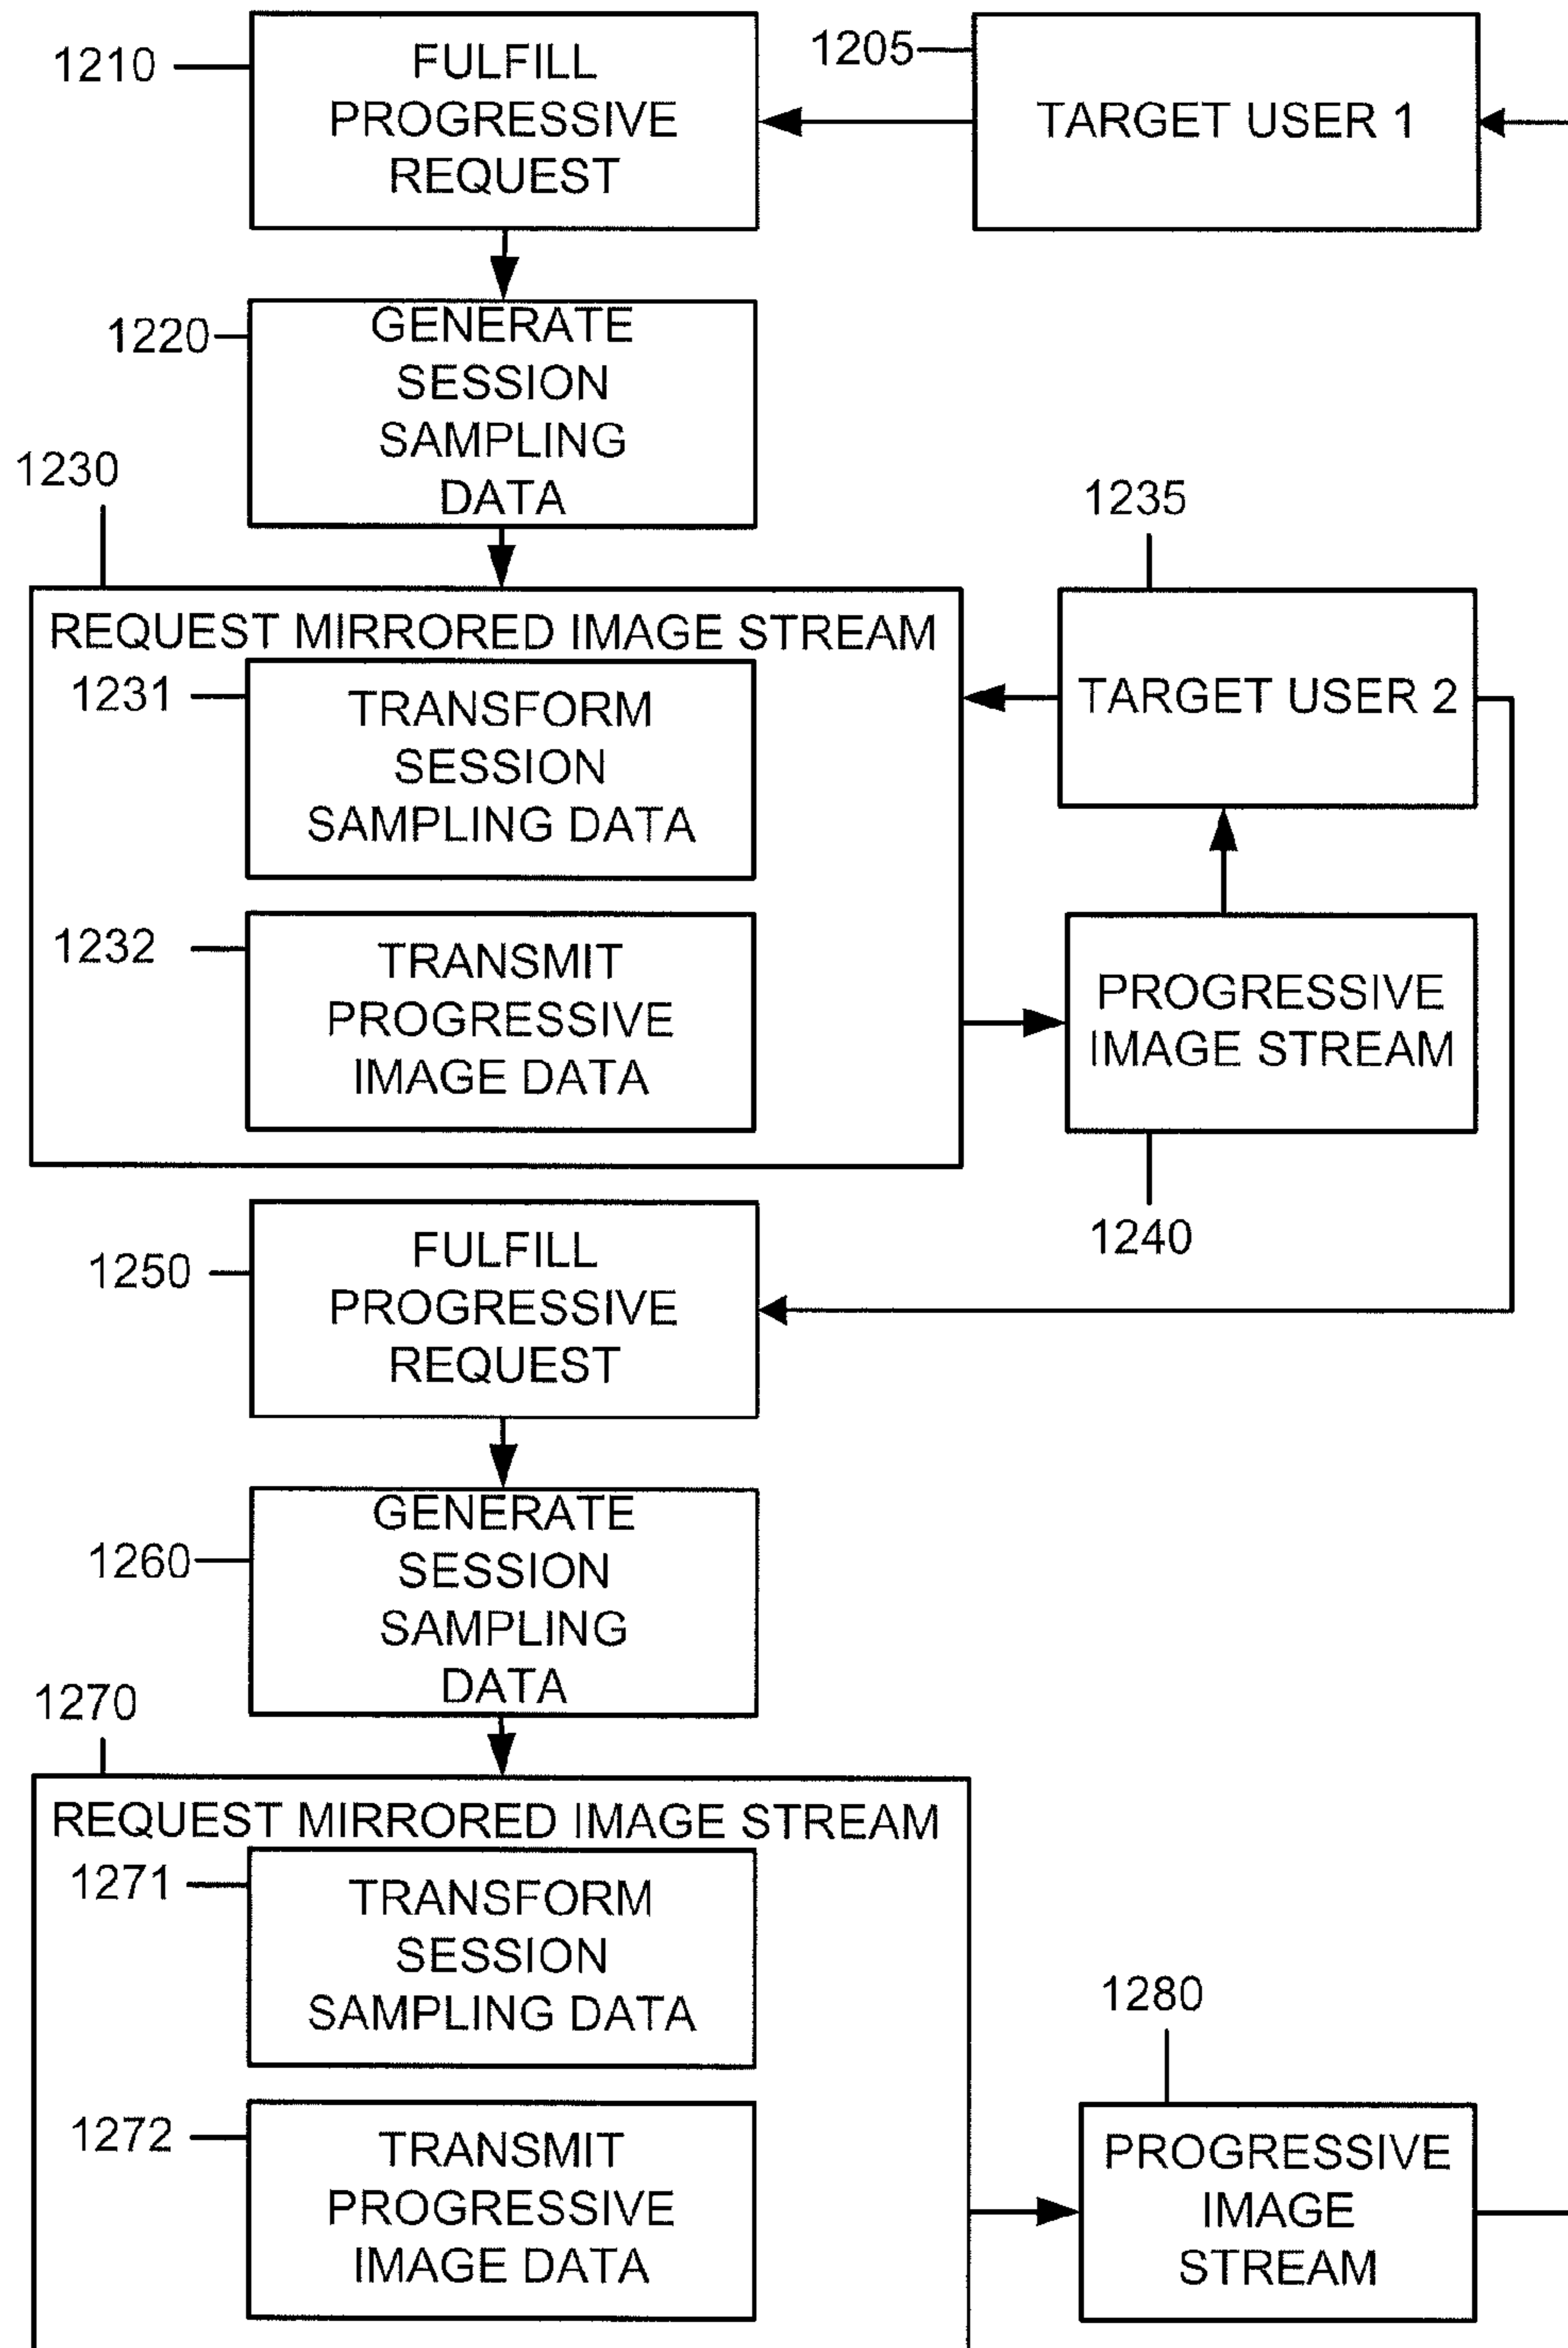 1210
FULFILL
PROGRESSIVE
REQUEST
1205
TARGET USER 1
1220
GENERATE
SESSION
SAMPLING
DATA
1230
REQUEST MIRRORED IMAGE STREAM
1231
TRANSFORM
SESSION
SAMPLING DATA
1232
TRANSMIT
PROGRESSIVE
IMAGE DATA
1235
TARGET USER 2
PROGRESSIVE
IMAGE STREAM
1240
1250
FULFILL
PROGRESSIVE
REQUEST
1260
GENERATE
SESSION
SAMPLING
DATA
1270
REQUEST MIRRORED IMAGE STREAM
1271
TRANSFORM
SESSION
SAMPLING DATA
1272
TRANSMIT
PROGRESSIVE
IMAGE DATA
1280
PROGRESSIVE
IMAGE
STREAM